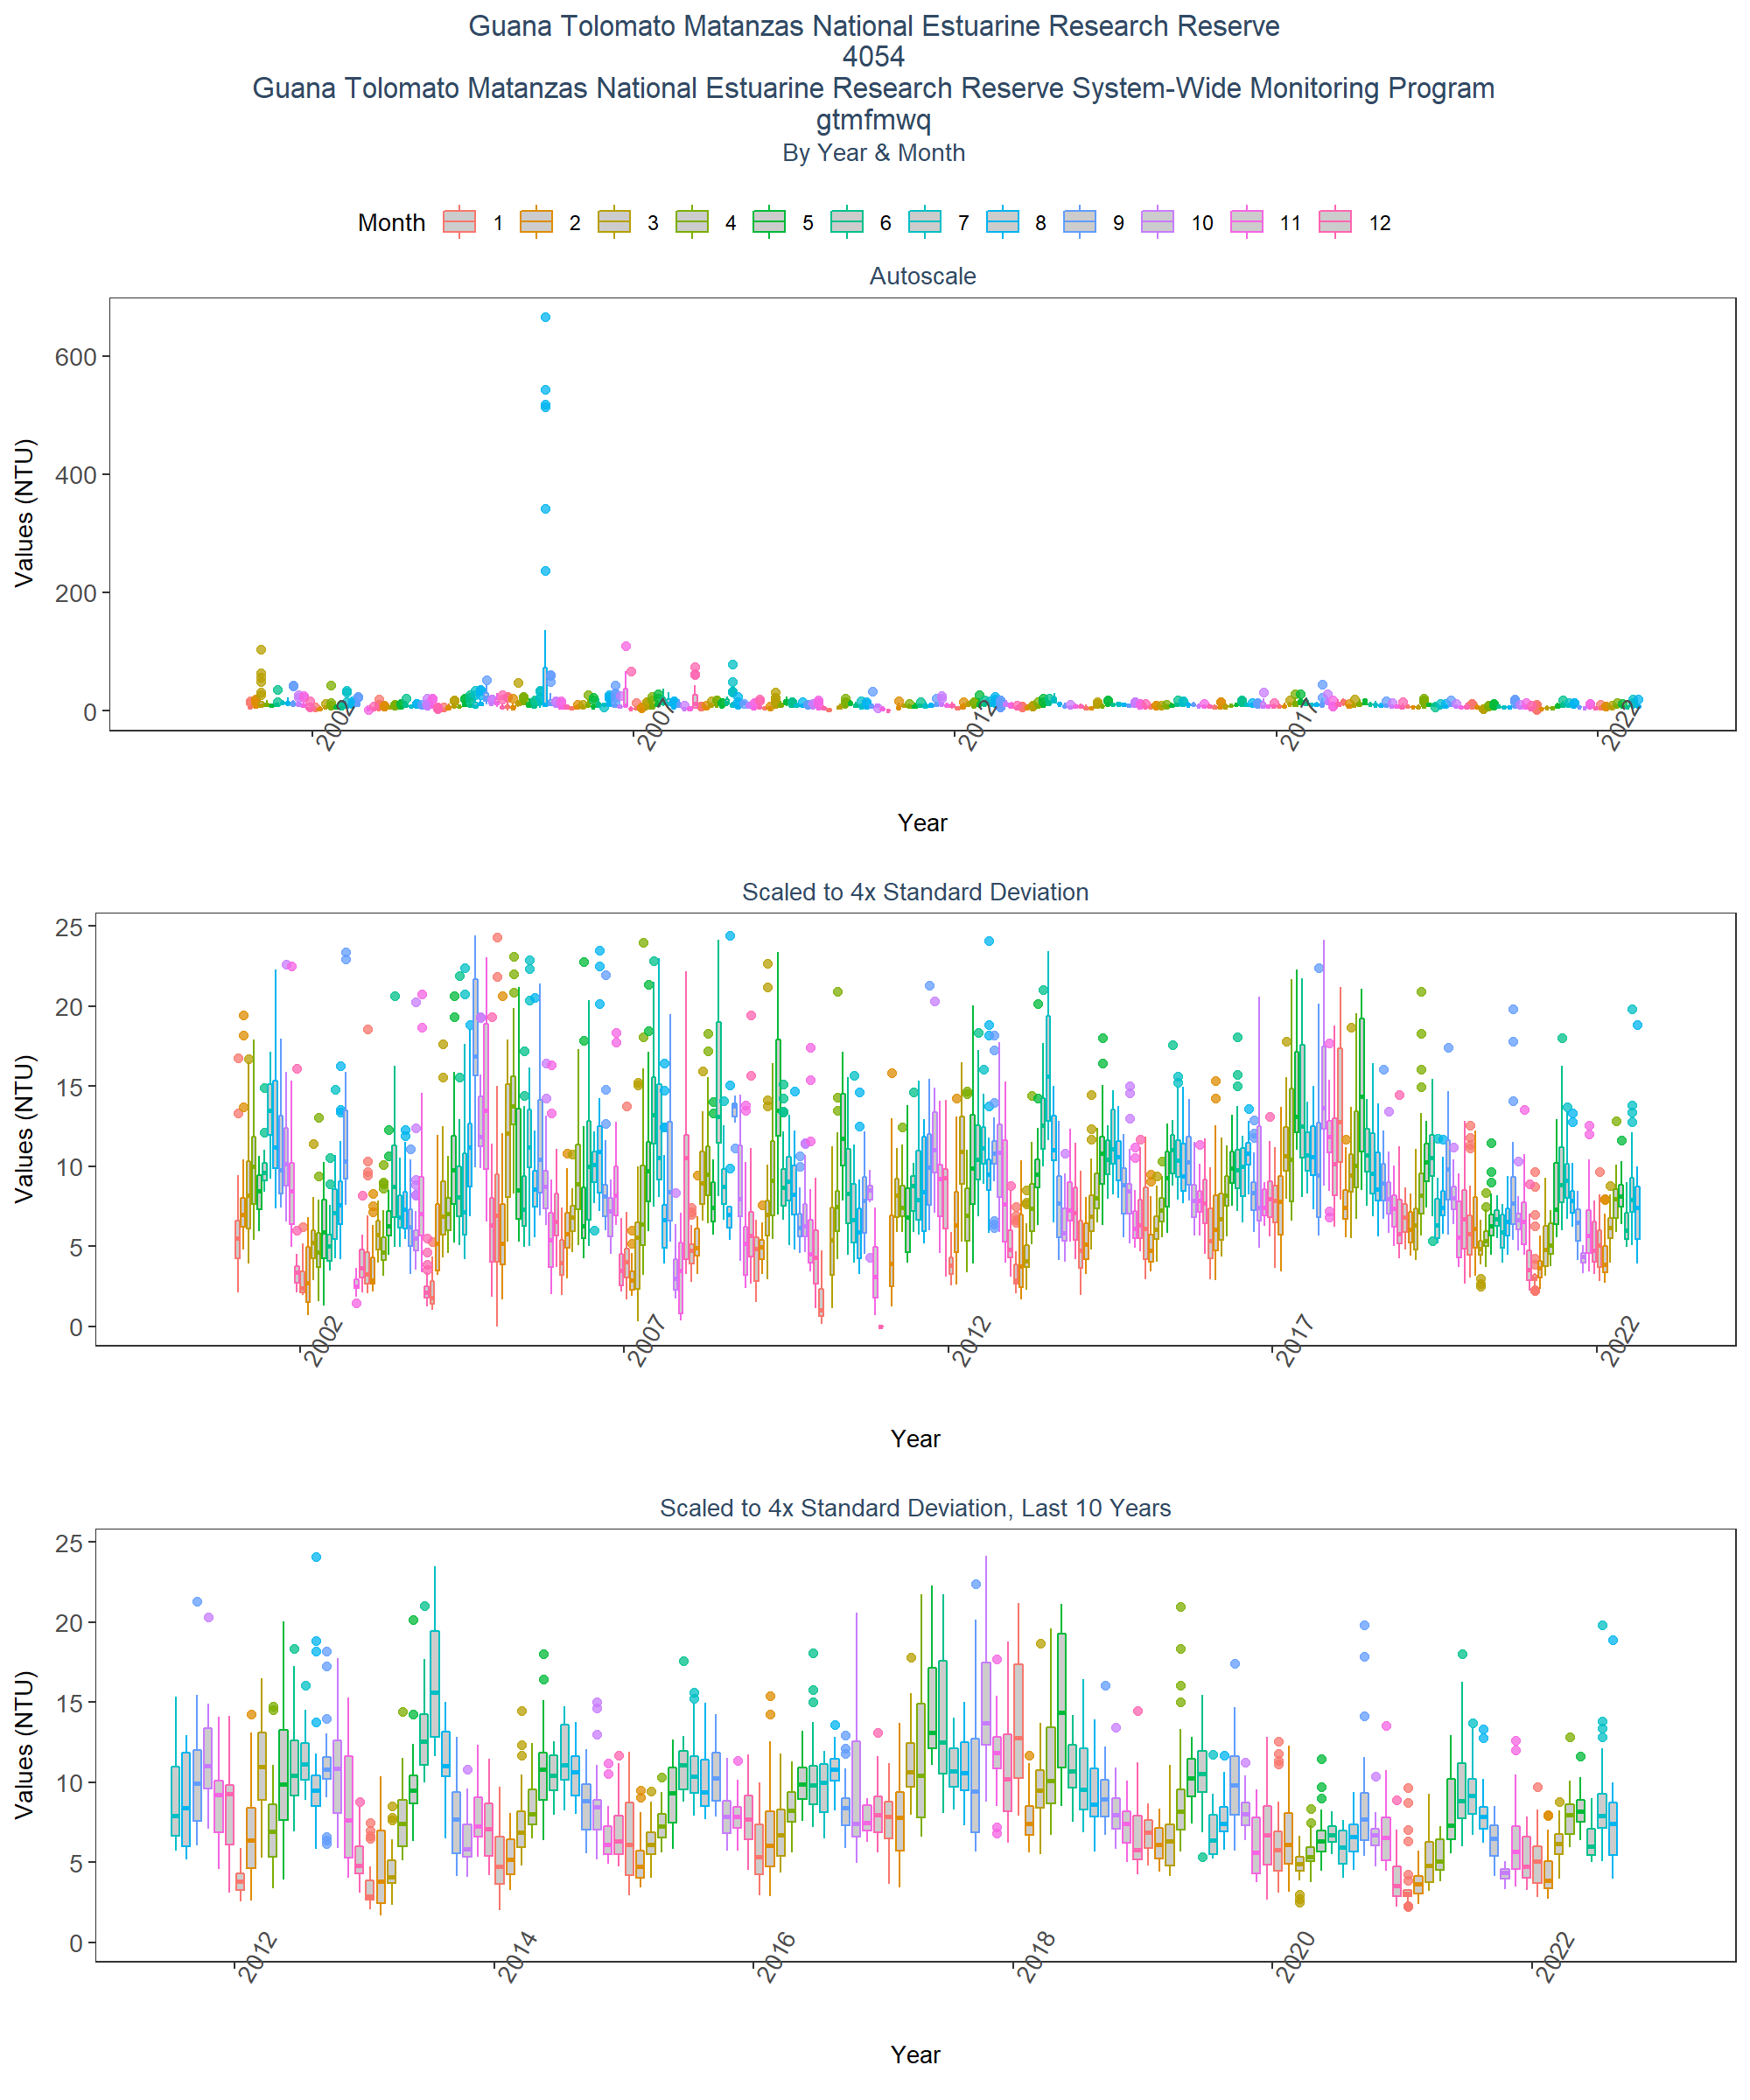 Guana Tolomato Matanzas National Estuarine Research Reserve
4054
Guana Tolomato Matanzas National Estuarine Research Reserve System-Wide Monitoring Program
gtmfmwq
By Year & Month
Month 1 2 3 4 5 6 7 8 9 10 11 12
Autoscale
Values (NTU)
600
400
200
0
2002 2007 2012 2017 2022
Year
Scaled to 4x Standard Deviation
Values (NTU)
25
20
15
10
5
0
2002 2007 2012 2017 2022
Year
Scaled to 4x Standard Deviation, Last 10 Years
Values (NTU)
25
20
15
10
5
0
2012 2014 2016 2018 2020 2022
Year